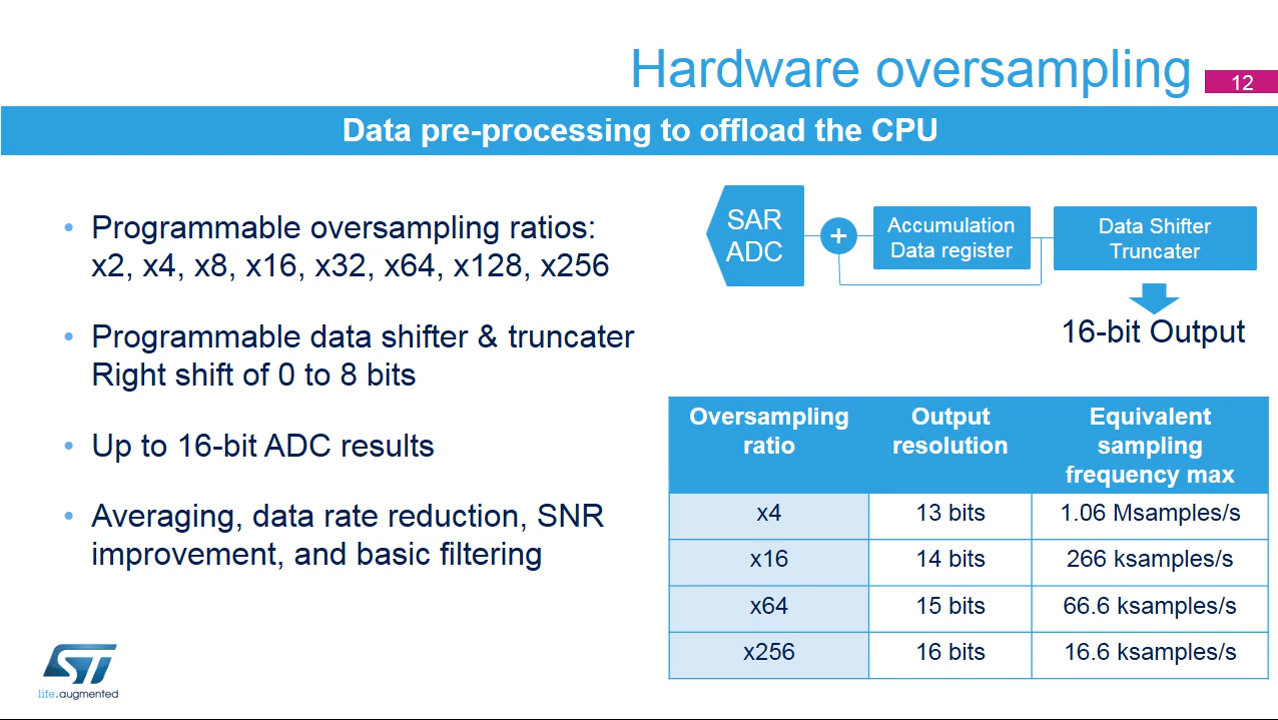 Hardware oversampling
12
Data pre-processing to offload the CPU
• Programmable oversampling ratios:
x2, x4, x8, x16, x32, x64, x128, x256
• Programmable data shifter & truncater
Right shift of 0 to 8 bits
• Up to 16-bit ADC results
• Averaging, data rate reduction, SNR
improvement, and basic filtering
SAR
ADC
+
Accumulation
Data register
Data Shifter
Truncater
16-bit Output
Oversampling
ratio
Output
resolution
Equivalent
sampling
frequency max
x4 13 bits 1.06 Msamples/s
x16 14 bits 266 ksamples/s
x64 15 bits 66.6 ksamples/s
x256 16 bits 16.6 ksamples/s
ST
life.augmented